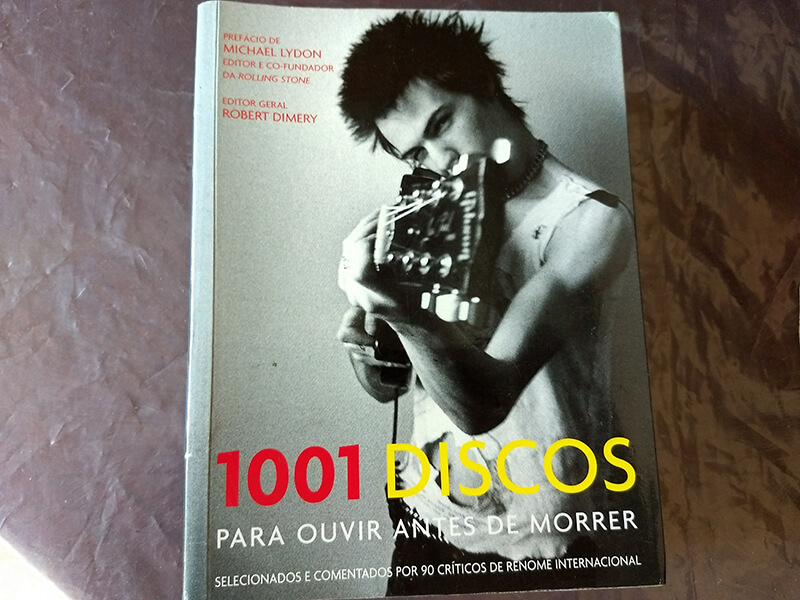 PREFÁCIO DE
MICHAEL LYDON
EDITOR E CO-FUNDADOR
DA ROLLING STONE
EDITOR GERAL
ROBERT DIMERY
1001 DISCOS
PARA OUVIR ANTES DE MORRER
SELECIONADOS E COMENTADOS POR 90 CRÍTICOS DE RENOME INTERNACIONAL